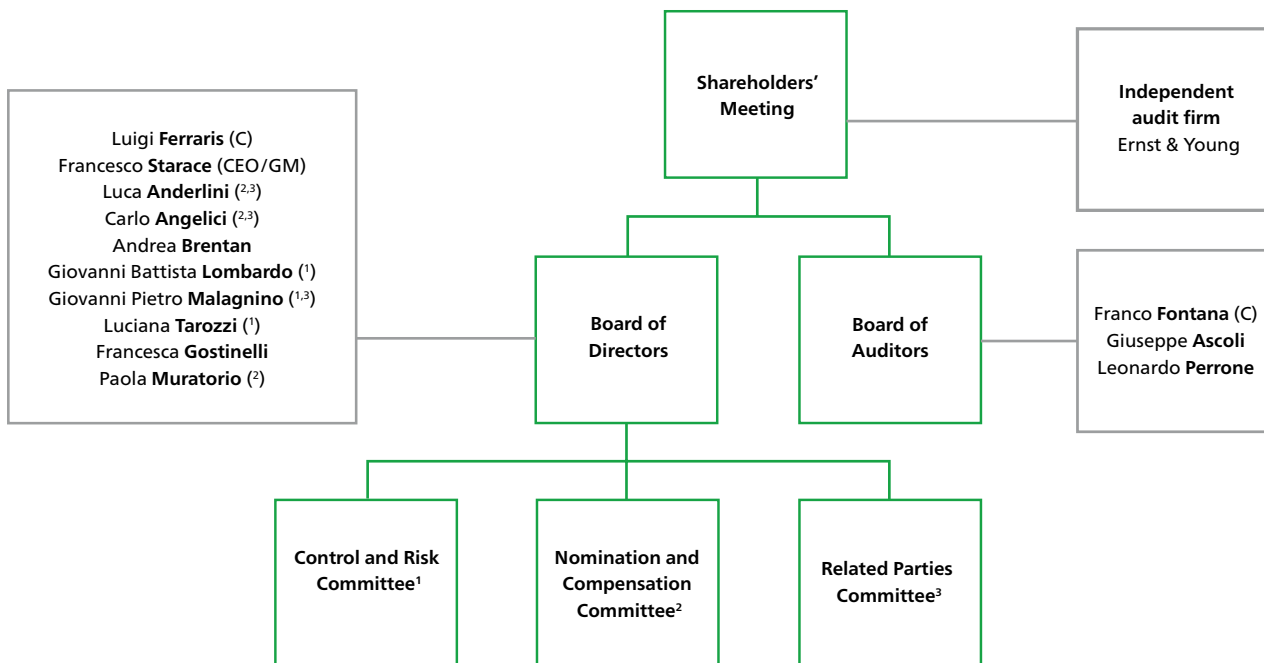 Shareholders’
Meeting
Independent
audit firm
Ernst & Young
Luigi Ferraris (C)
Francesco Starace (CEO/GM)
Luca Anderlini (2,3)
Carlo Angelici (2,3)
Andrea Brentan
Giovanni Battista Lombardo (1)
Giovanni Pietro Malagnino (1,3)
Luciana Tarozzi (1)
Francesca Gostinelli
Paola Muratorio (2)
Board of
Directors
Board of
Auditors
Franco Fontana (C)
Giuseppe Ascoli
Leonardo Perrone
Control and Risk
Committee1
Nomination and
Compensation
Committee2
Related Parties
Committee3